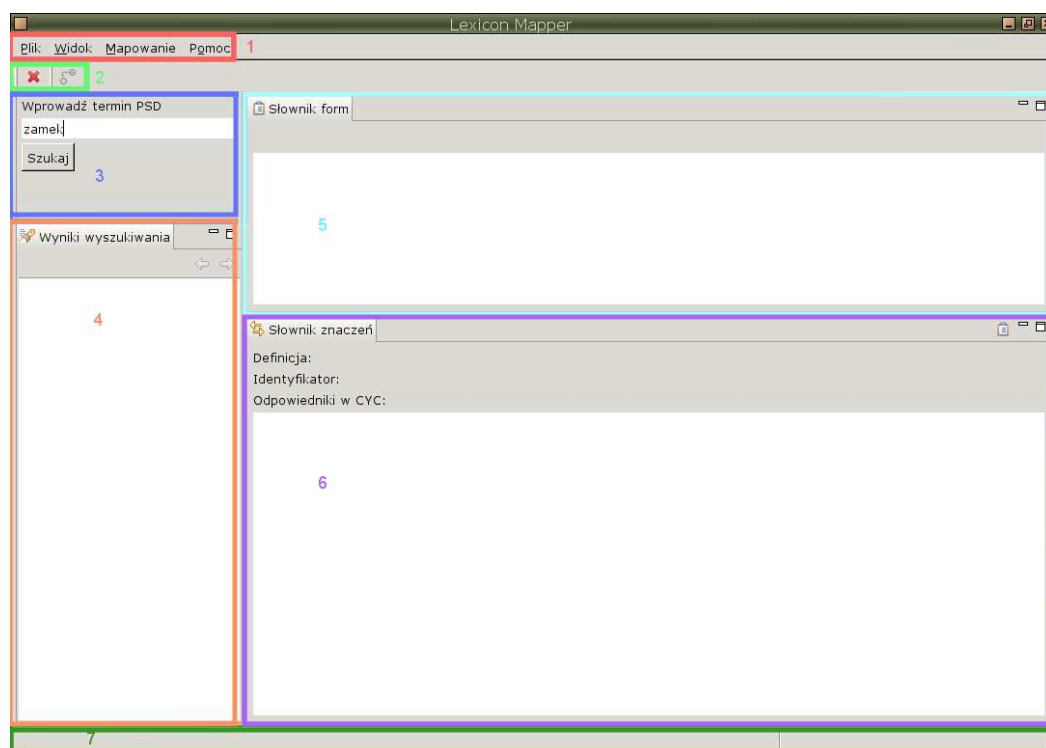 Lexicon Mapper
Plik Widok Mapowanie Pomoc 1
2
Wprowadź termin PSD
zamek
Szukaj
3
Wyniki wyszukiwania
4
Słownik form
5
Słownik znaczeń
Definicja:
Identyfikator:
Odpowiedniki w CYC:
6
7